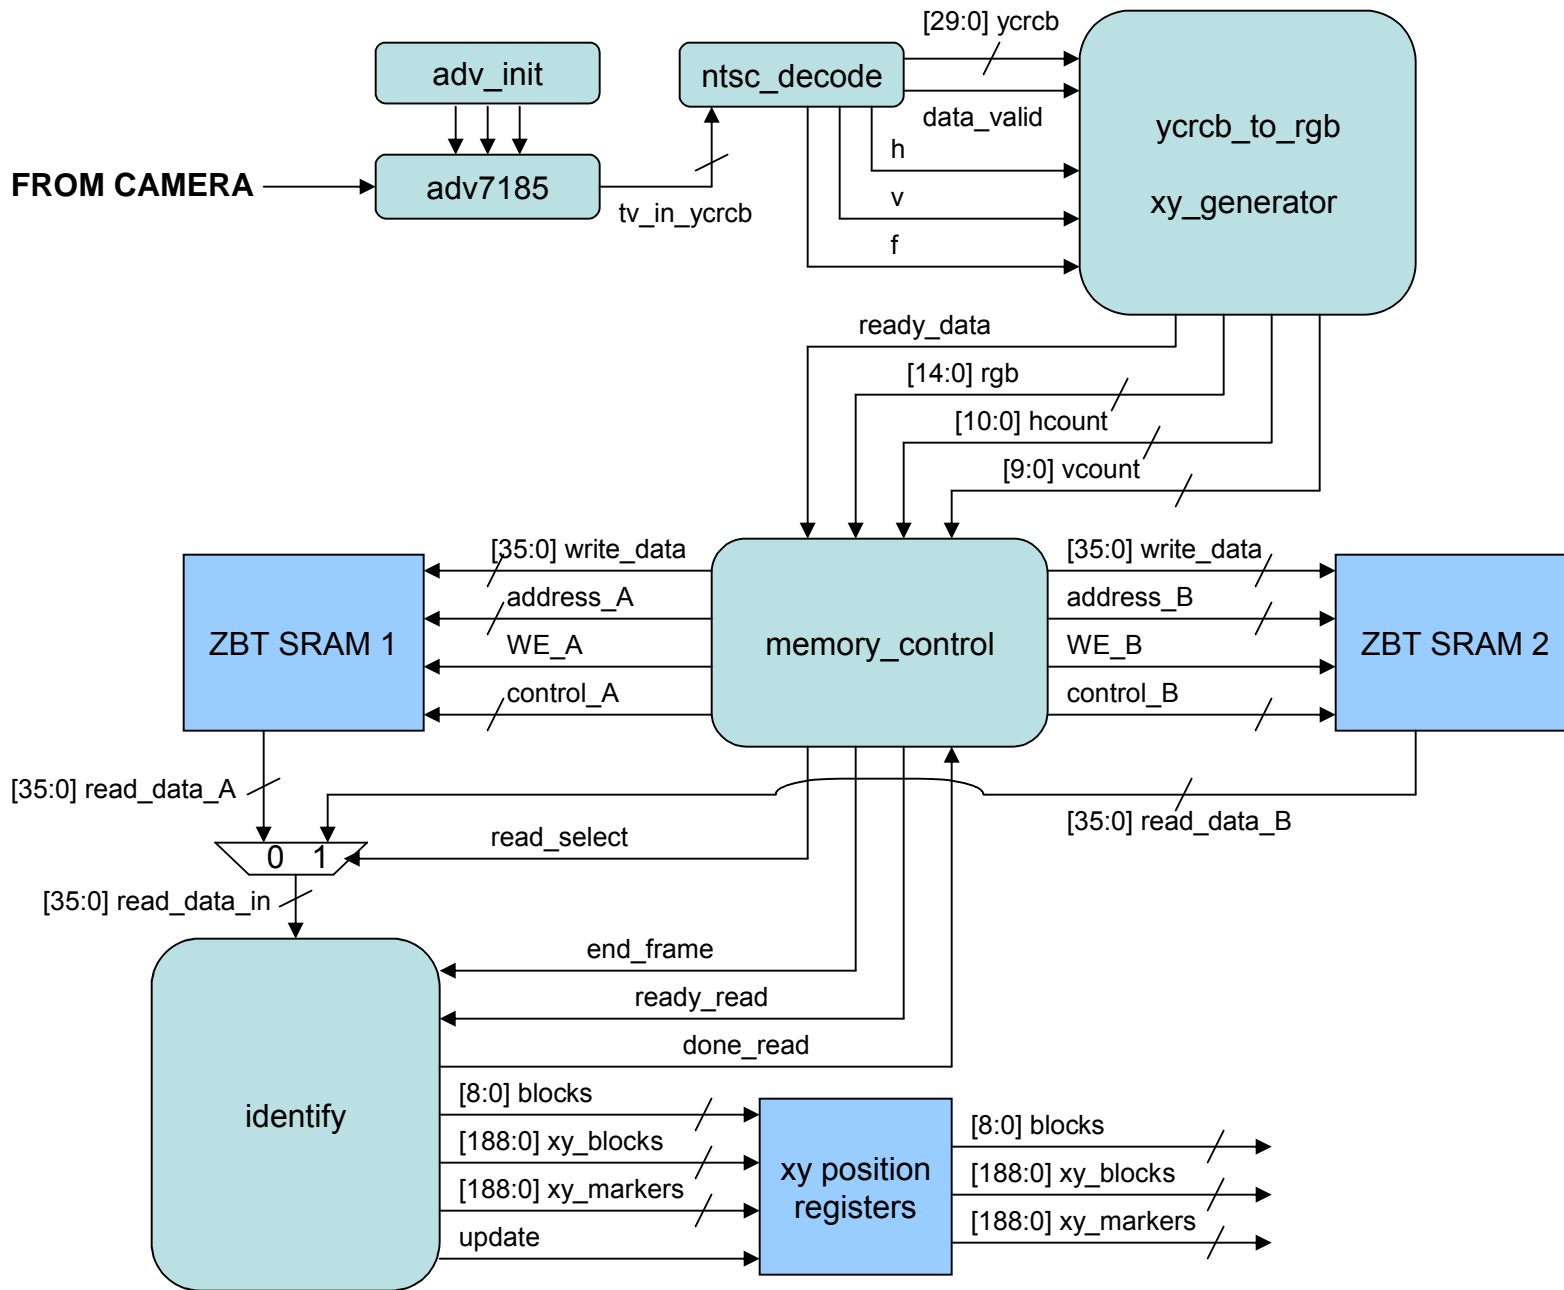 [29:0] ycrcb
adv_init
ntsc_decode
data_valid
ycrcb_to_rgb
h
FROM CAMERA
adv7185
v
xy_generator
tv_in_ycrcb
f
ready_data
[14:0] rgb
[10:0] hcount
[9:0] vcount
[35:0] write_data
[35:0] write_data
address_A
address_B
ZBT SRAM 1
WE_A
memory_control
WE_B
ZBT SRAM 2
control_A
control_B
[35:0] read_data_A
[35:0] read_data_B
read_select
0 1
[35:0] read_data_in
end_frame
ready_read
done_read
identify
[8:0] blocks
[188:0] xy_blocks
[188:0] xy_markers
update
xy position
registers
[8:0] blocks
[188:0] xy_blocks
[188:0] xy_markers